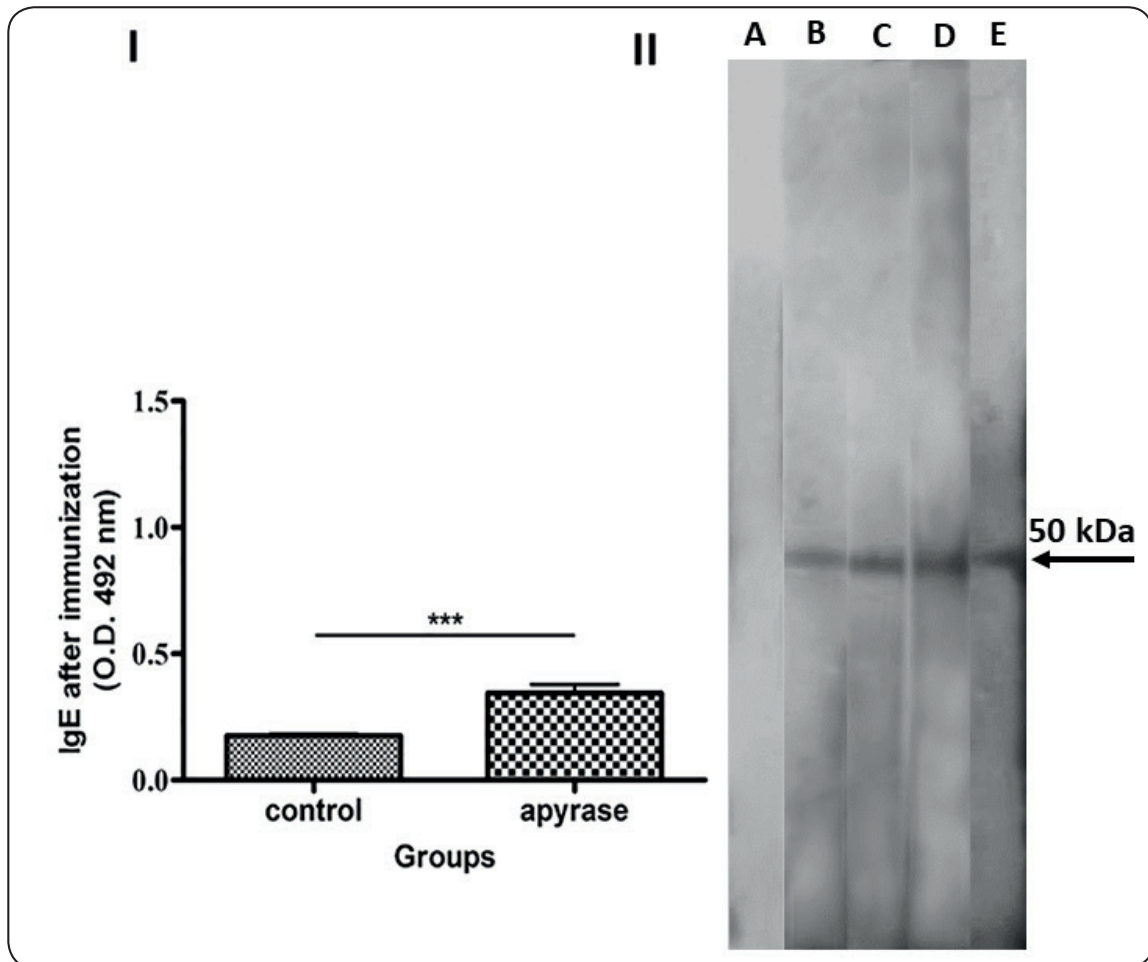 I
II
A B C D E
IgE after immunization
(O.D. 492 nm)
1.5
1.0
0.5
0.0
***
control apyrase
Groups
50 kDa